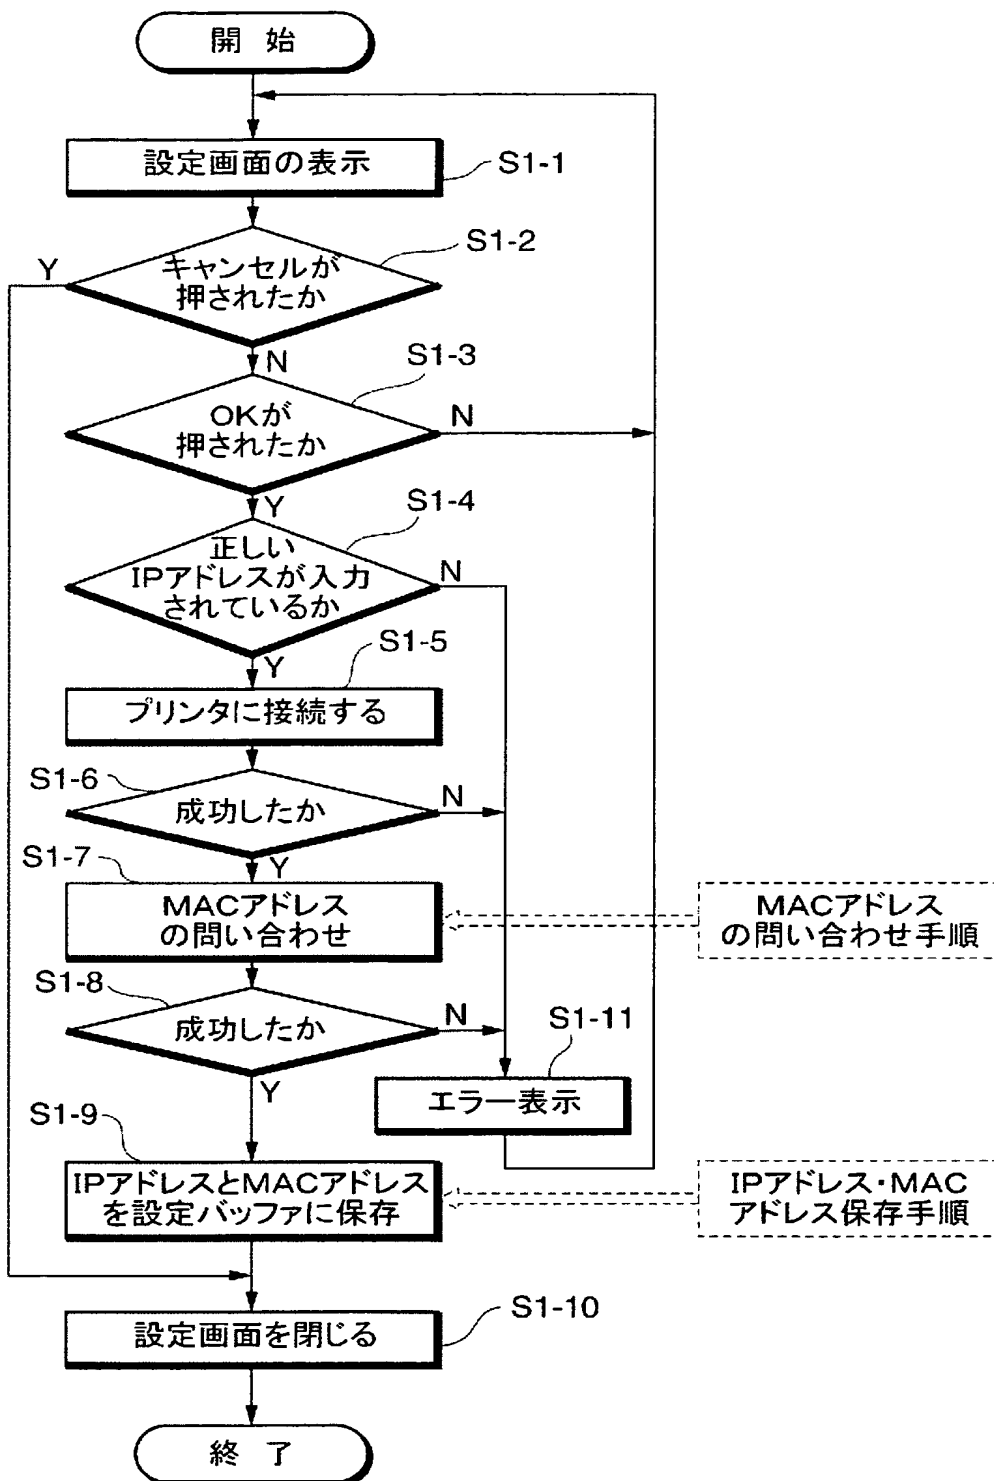 開 始
設定画面の表示
S1-1
S1-2
Y
キャンセルが
押されたか
N
S1-3
OKが
押されたか
N
Y
S1-4
正しい
IPアドレスが入力
されているか
N
Y
S1-5
プリンタに接続する
S1-6
成功したか
N
Y
S1-7
MACアドレス
の問い合わせ
MACアドレス
の問い合わせ手順
S1-8
成功したか
N
Y
S1-11
エラー表示
S1-9
IPアドレスとMACアドレス
を設定バッファに保存
IPアドレス・MAC
アドレス保存手順
S1-10
設定画面を閉じる
終 了